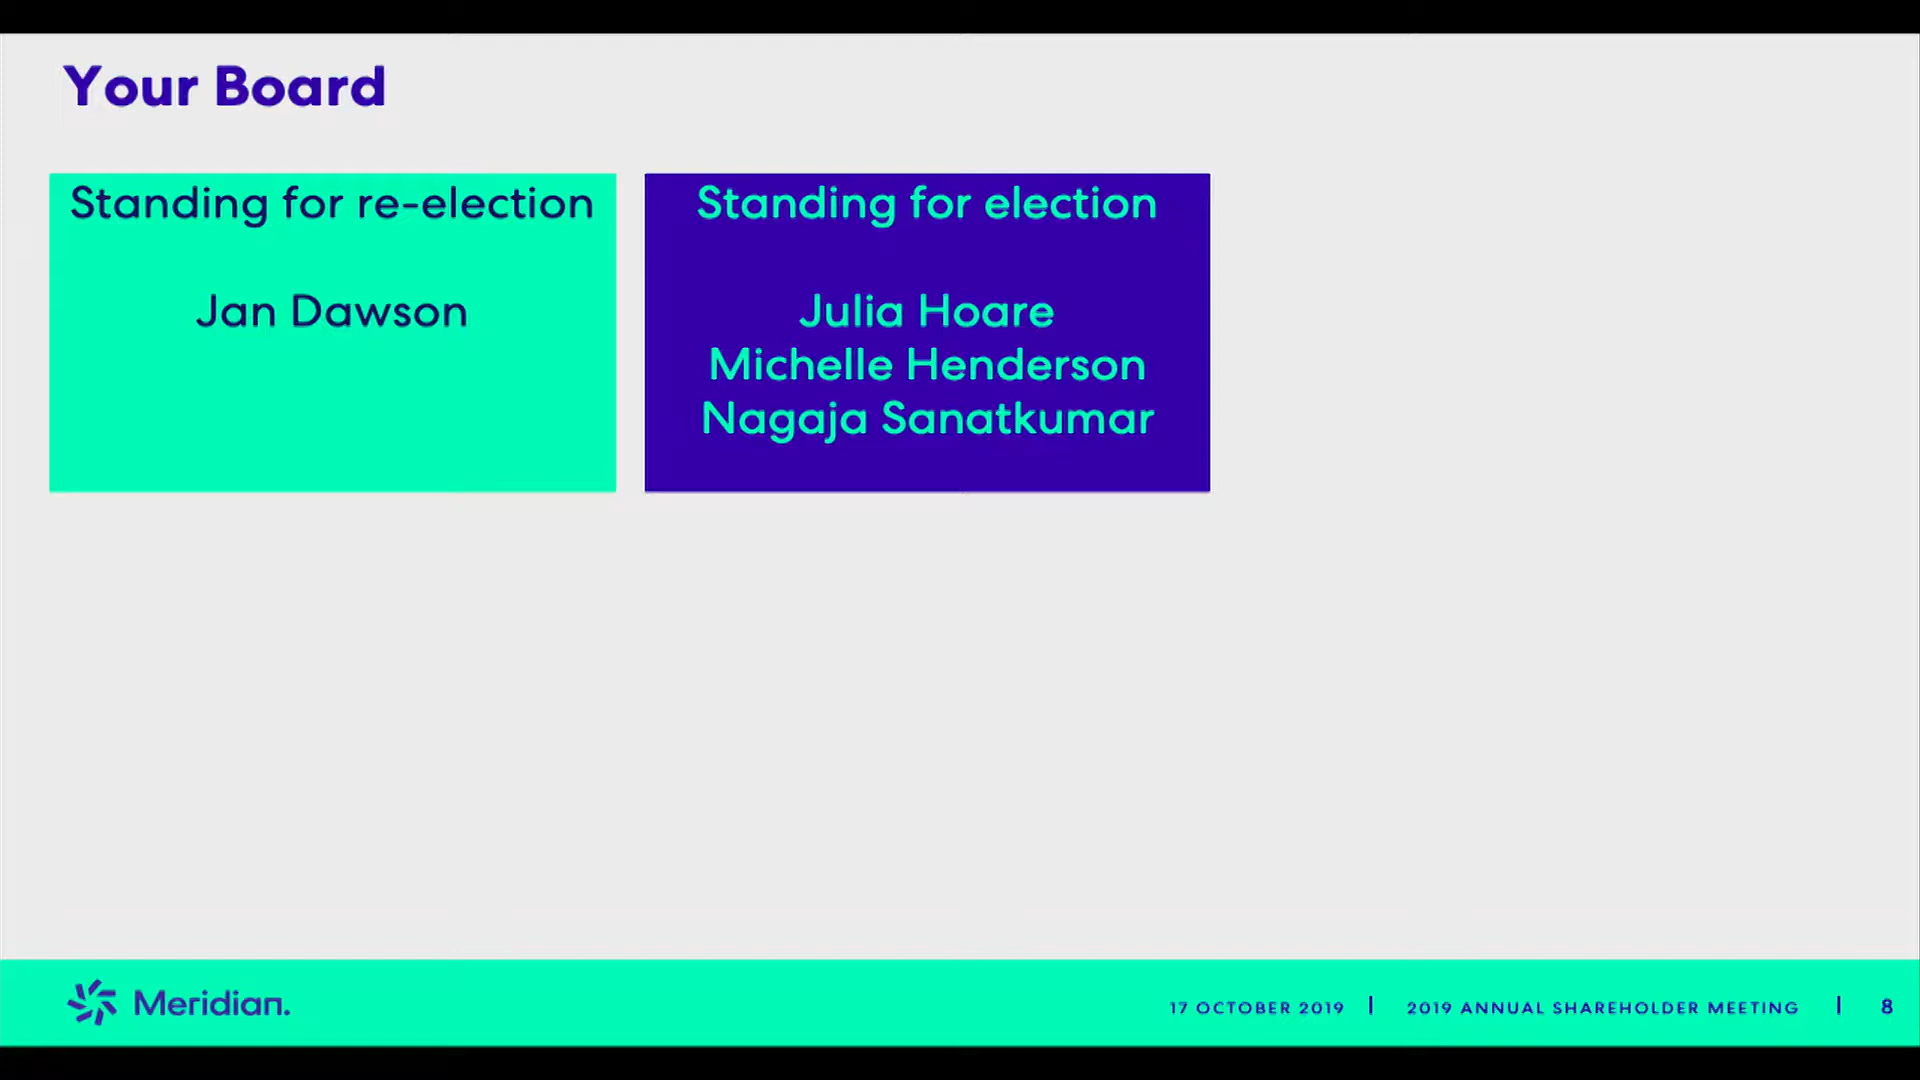 Your Board
Standing for re-election
Jan Dawson
Standing for election
Julia Hoare
Michelle Henderson
Nagaja Sanatkumar
Meridian.
17 OCTOBER 2019 | 2019 ANNUAL SHAREHOLDER MEETING | 8